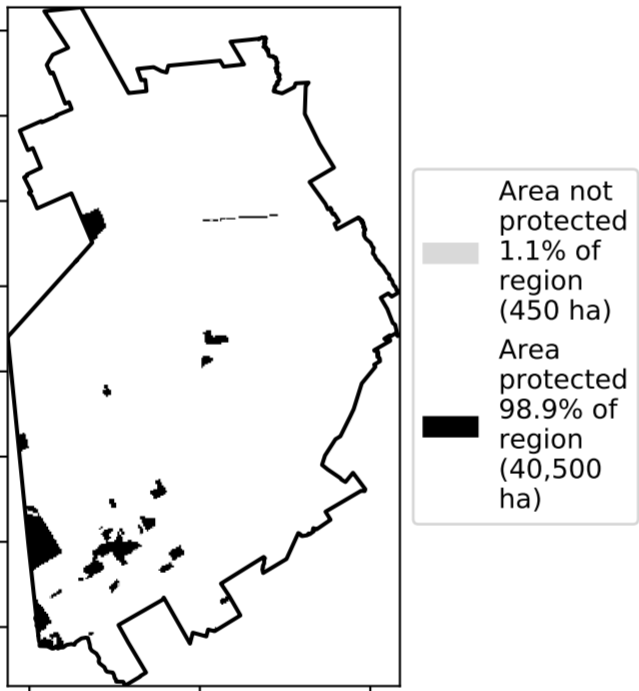 Area not
protected
1.1% of
region
(450 ha)
Area
protected
98.9% of
region
(40,500
ha)